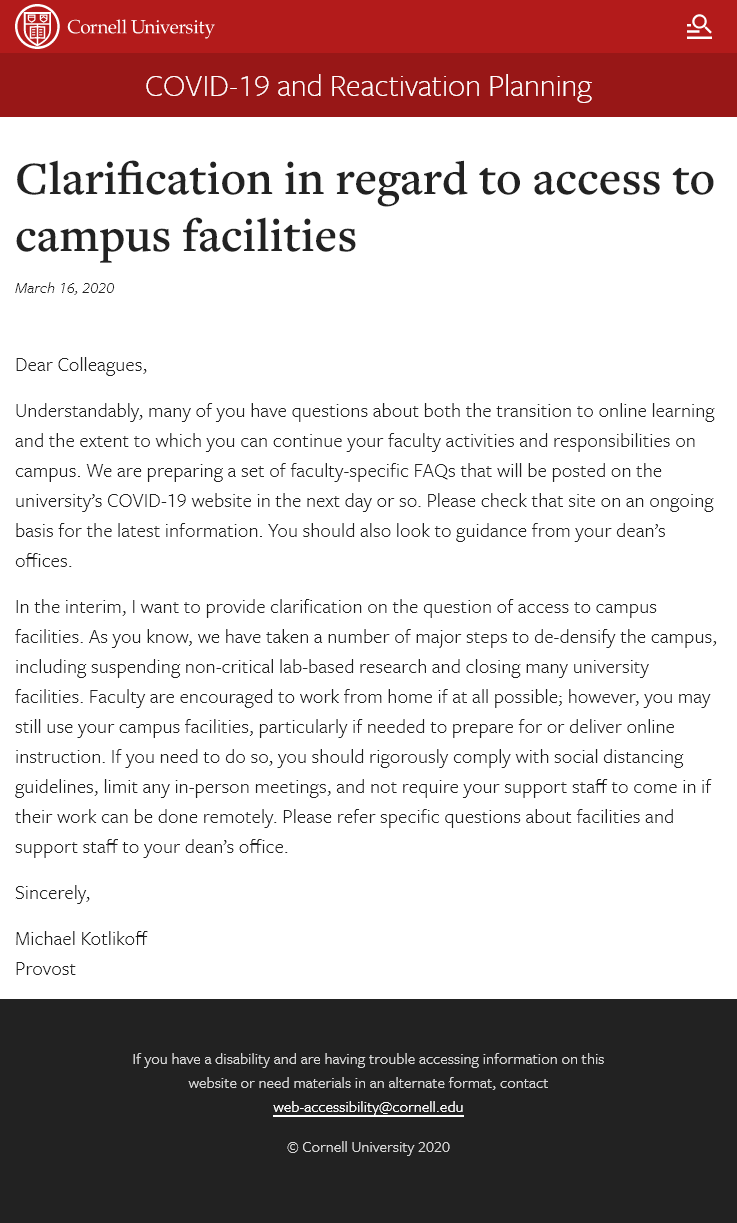 Cornell University
COVID-19 and Reactivation Planning
Clarification in regard to access to
campus facilities
March 16, 2020
Dear Colleagues,
Understandably, many of you have questions about both the transition to online learning
and the extent to which you can continue your faculty activities and responsibilities on
campus. We are preparing a set of faculty-specific FAQs that will be posted on the
university’s COVID-19 website in the next day or so. Please check that site on an ongoing
basis for the latest information. You should also look to guidance from your dean’s
offices.
In the interim, I want to provide clarification on the question of access to campus
facilities. As you know, we have taken a number of major steps to de-densify the campus,
including suspending non-critical lab-based research and closing many university
facilities. Faculty are encouraged to work from home if at all possible; however, you may
still use your campus facilities, particularly if needed to prepare for or deliver online
instruction. If you need to do so, you should rigorously comply with social distancing
guidelines, limit any in-person meetings, and not require your support staff to come in if
their work can be done remotely. Please refer specific questions about facilities and
support staff to your dean’s office.
Sincerely,
Michael Kotlikoff
Provost
If you have a disability and are having trouble accessing information on this
website or need materials in an alternate format, contact
web-accessibility@cornell.edu
© Cornell University 2020